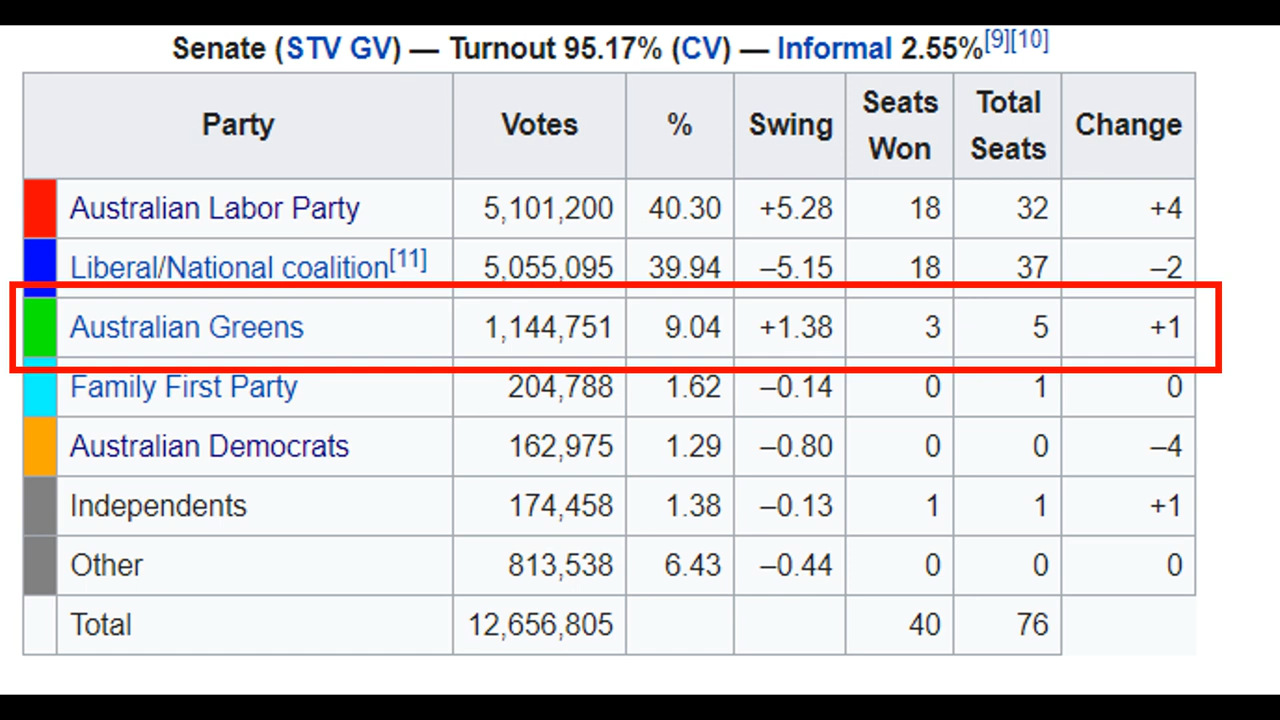 Senate (STV GV) — Turnout 95.17% (CV) — Informal 2.55%[9][10]
Party Votes % Swing Seats Won Total Seats Change
Australian Labor Party 5,101,200 40.30 +5.28 18 32 +4
Liberal/National coalition[11] 5,055,095 39.94 –5.15 18 37 –2
Australian Greens 1,144,751 9.04 +1.38 3 5 +1
Family First Party 204,788 1.62 –0.14 0 1 0
Australian Democrats 162,975 1.29 –0.80 0 0 –4
Independents 174,458 1.38 –0.13 1 1 +1
Other 813,538 6.43 –0.44 0 0 0
Total 12,656,805 40 76